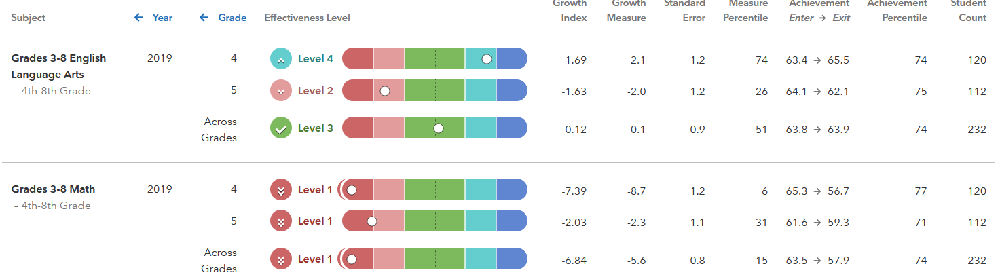 Growth Growth Standard Measure Achievement Achievement Student
Subject ← Year ← Grade Effectiveness Level Index Measure Error Percentile Enter → Exit Percentile Count
Grades 3-8 English 2019 4 Level 4 1.69 2.1 1.2 74 63.4 → 65.5 74 120
Language Arts
– 4th-8th Grade 5 Level 2 -1.63 -2.0 1.2 26 64.1 → 62.1 75 112
Across
Grades Level 3 0.12 0.1 0.9 51 63.8 → 63.9 74 232
Grades 3-8 Math 2019 4 Level 1 -7.39 -8.7 1.2 6 65.3 → 56.7 77 120
– 4th-8th Grade
5 Level 1 -2.03 -2.3 1.1 31 61.6 → 59.3 71 112
Across
Grades Level 1 -6.84 -5.6 0.8 15 63.5 → 57.9 74 232